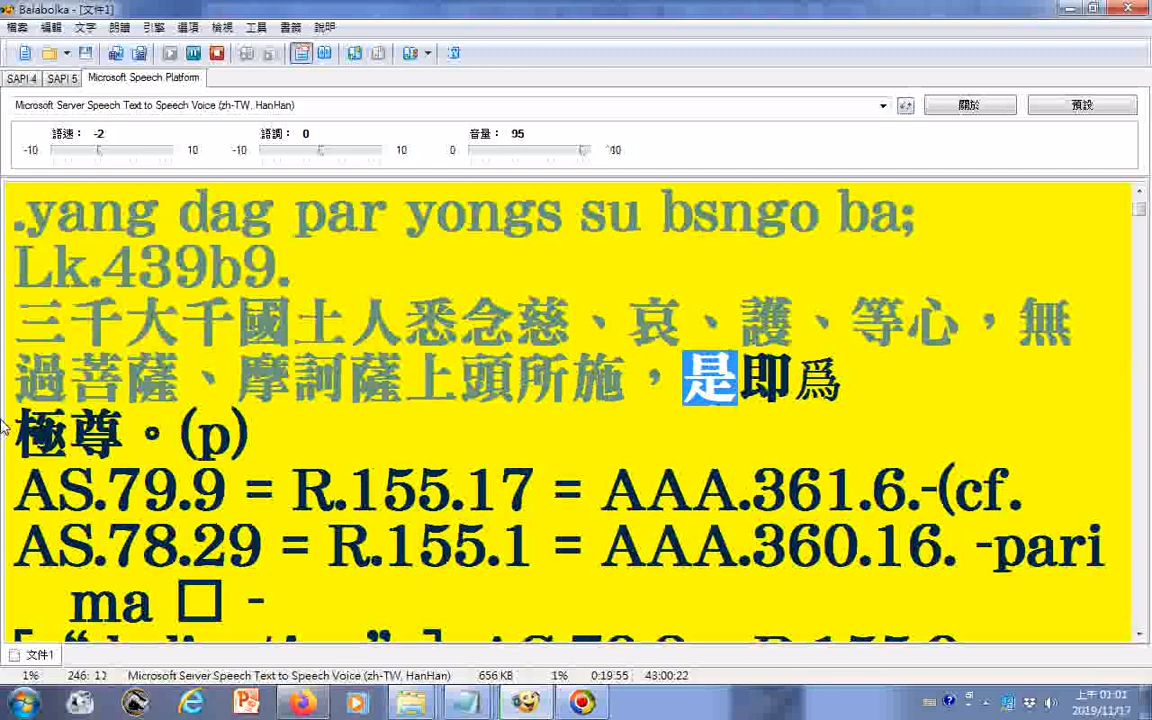 Balabolka - [文件1]
檔案 編輯 文字 朗讀 引擎 選項 檢視 工具 書籤 說明
SAPI 4 SAPI 5 Microsoft Speech Platform
Microsoft Server Speech Text to Speech Voice (zh-TW, HanHan) 關於 預設
語速： -2 語調： 0 音量： 95
-10 10 -10 10 0
.yang dag par yongs su bsngo ba;
Lk.439b9.
三千大千國土人悉念慈、哀、護、等心，無
過菩薩、摩訶薩上頭所施，是即爲
極尊。(p)
AS.79.9 = R.155.17 = AAA.361.6.-(cf.
AS.78.29 = R.155.1 = AAA.360.16. -pari
ma □ -
文件1
1% 246: 12 Microsoft Server Speech Text to Speech Voice (zh-TW, HanHan) 656 KB 1% 0:19:55 43:00:22
上午 01:01
2019/11/17